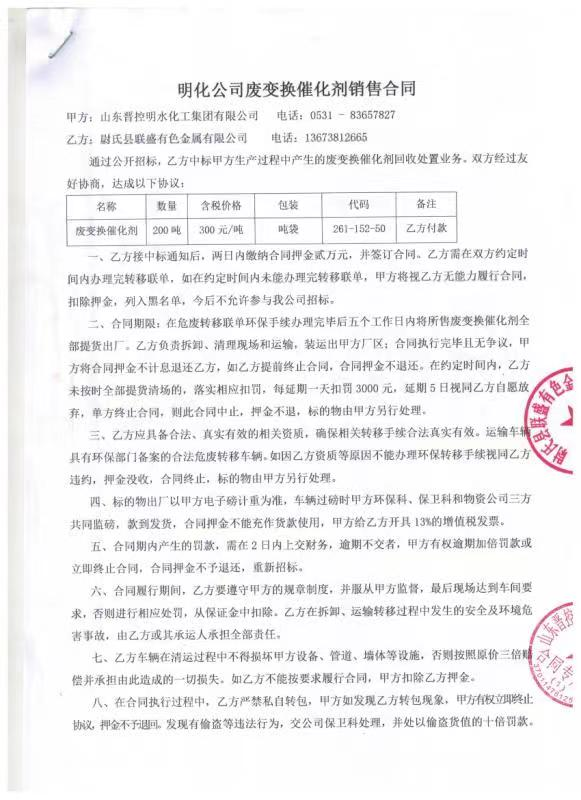 明化公司废变换催化剂销售合同
甲方：山东晋控明水化工集团有限公司 电话：0531 - 83657827
乙方：尉氏县联盛有色金属有限公司 电话：13673812665
通过公开招标，乙方中标甲方生产过程中产生的废变换催化剂回收处置业务。双方经过友
好协商，达成以下协议：
名称 数量 含税价格 包装 代码 备注
废变换催化剂 200吨 300元/吨 吨袋 261-152-50 乙方付款
一、乙方接中标通知后，两日内缴纳合同押金贰万元，并签订合同。乙方需在双方约定时
间内办理完转移联单，如在约定时间内未能办理完转移联单，甲方将视乙方无能力履行合同，
扣除押金，列入黑名单，今后不允许参与我公司招标。
二、合同期限：在危废转移联单环保手续办理完毕后五个工作日内将所售废变换催化剂全
部提货出厂。乙方负责拆卸、清理现场和运输，装运出甲方厂区；合同执行完毕且无争议，甲
方将合同押金不计息退还乙方，如乙方提前终止合同，合同押金不退还。在约定时间内，乙方
未按时全部提货清场的，落实相应扣罚，每延期一天扣罚3000元，延期5日视同乙方自愿放
弃，单方终止合同，则此合同中止，押金不退，标的物由甲方另行处理。
三、乙方应具备合法、真实有效的相关资质，确保相关转移手续合法真实有效。运输车辆
具有环保部门备案的合法危废转移车辆。如因乙方资质等原因不能办理环保转移手续视同乙方
违约，押金没收，合同终止，标的物由甲方另行处理。
四、标的物出厂以甲方电子磅计重为准，车辆过磅时甲方环保科、保卫科和物资公司三方
共同监磅，款到发货，合同押金不能充作货款使用，甲方给乙方开具13%的增值税发票。
五、合同期内产生的罚款，需在2日内上交财务，逾期不交者，甲方有权逾期加倍罚款或
立即终止合同，合同押金不予退还，重新招标。
六、合同履行期间，乙方要遵守甲方的规章制度，并服从甲方监督，最后现场达到车间要
求，否则进行相应处罚，从保证金中扣除。乙方在拆卸、运输转移过程中发生的安全及环境危
害事故，由乙方或其承运人承担全部责任。
七、乙方车辆在清运过程中不得损坏甲方设备、管道、墙体等设施，否则按照原价三倍赔
偿并承担由此造成的一切损失。如乙方不能按要求履行合同，甲方扣除乙方押金。
八、在合同执行过程中，乙方严禁私自转包，甲方如发现乙方转包现象，甲方有权立即终止
协议，押金不予退回。发现有偷盗等违法行为，交公司保卫科处理，并处以偷盗货值的十倍罚款。
尉氏县联盛有色金
山东晋控
合同专